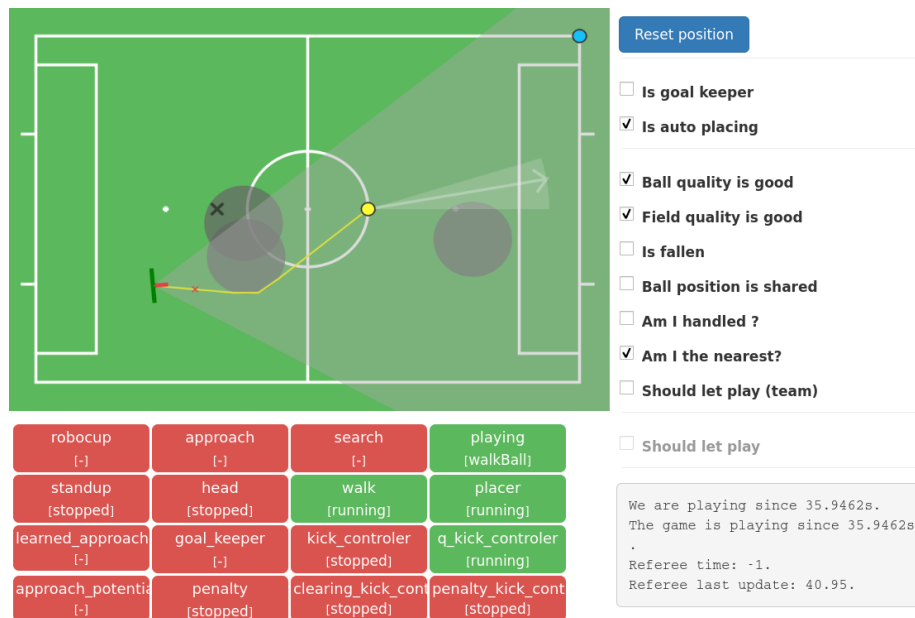 Reset position
Is goal keeper
Is auto placing
Ball quality is good
Field quality is good
Is fallen
Ball position is shared
Am I handled ?
Am I the nearest?
Should let play (team)
Should let play
We are playing since 35.9462s.
The game is playing since 35.9462s
.
Referee time: -1.
Referee last update: 40.95.
robocup approach search playing
[-] [-] [-] [walkBall]
standup head walk placer
[stopped] [stopped] [running] [running]
learned_approach goal_keeper kick_controler q_kick_controler
[-] [-] [stopped] [running]
approach_potentia penalty clearing_kick_cont penalty_kick_cont
[-] [stopped] [stopped] [stopped]